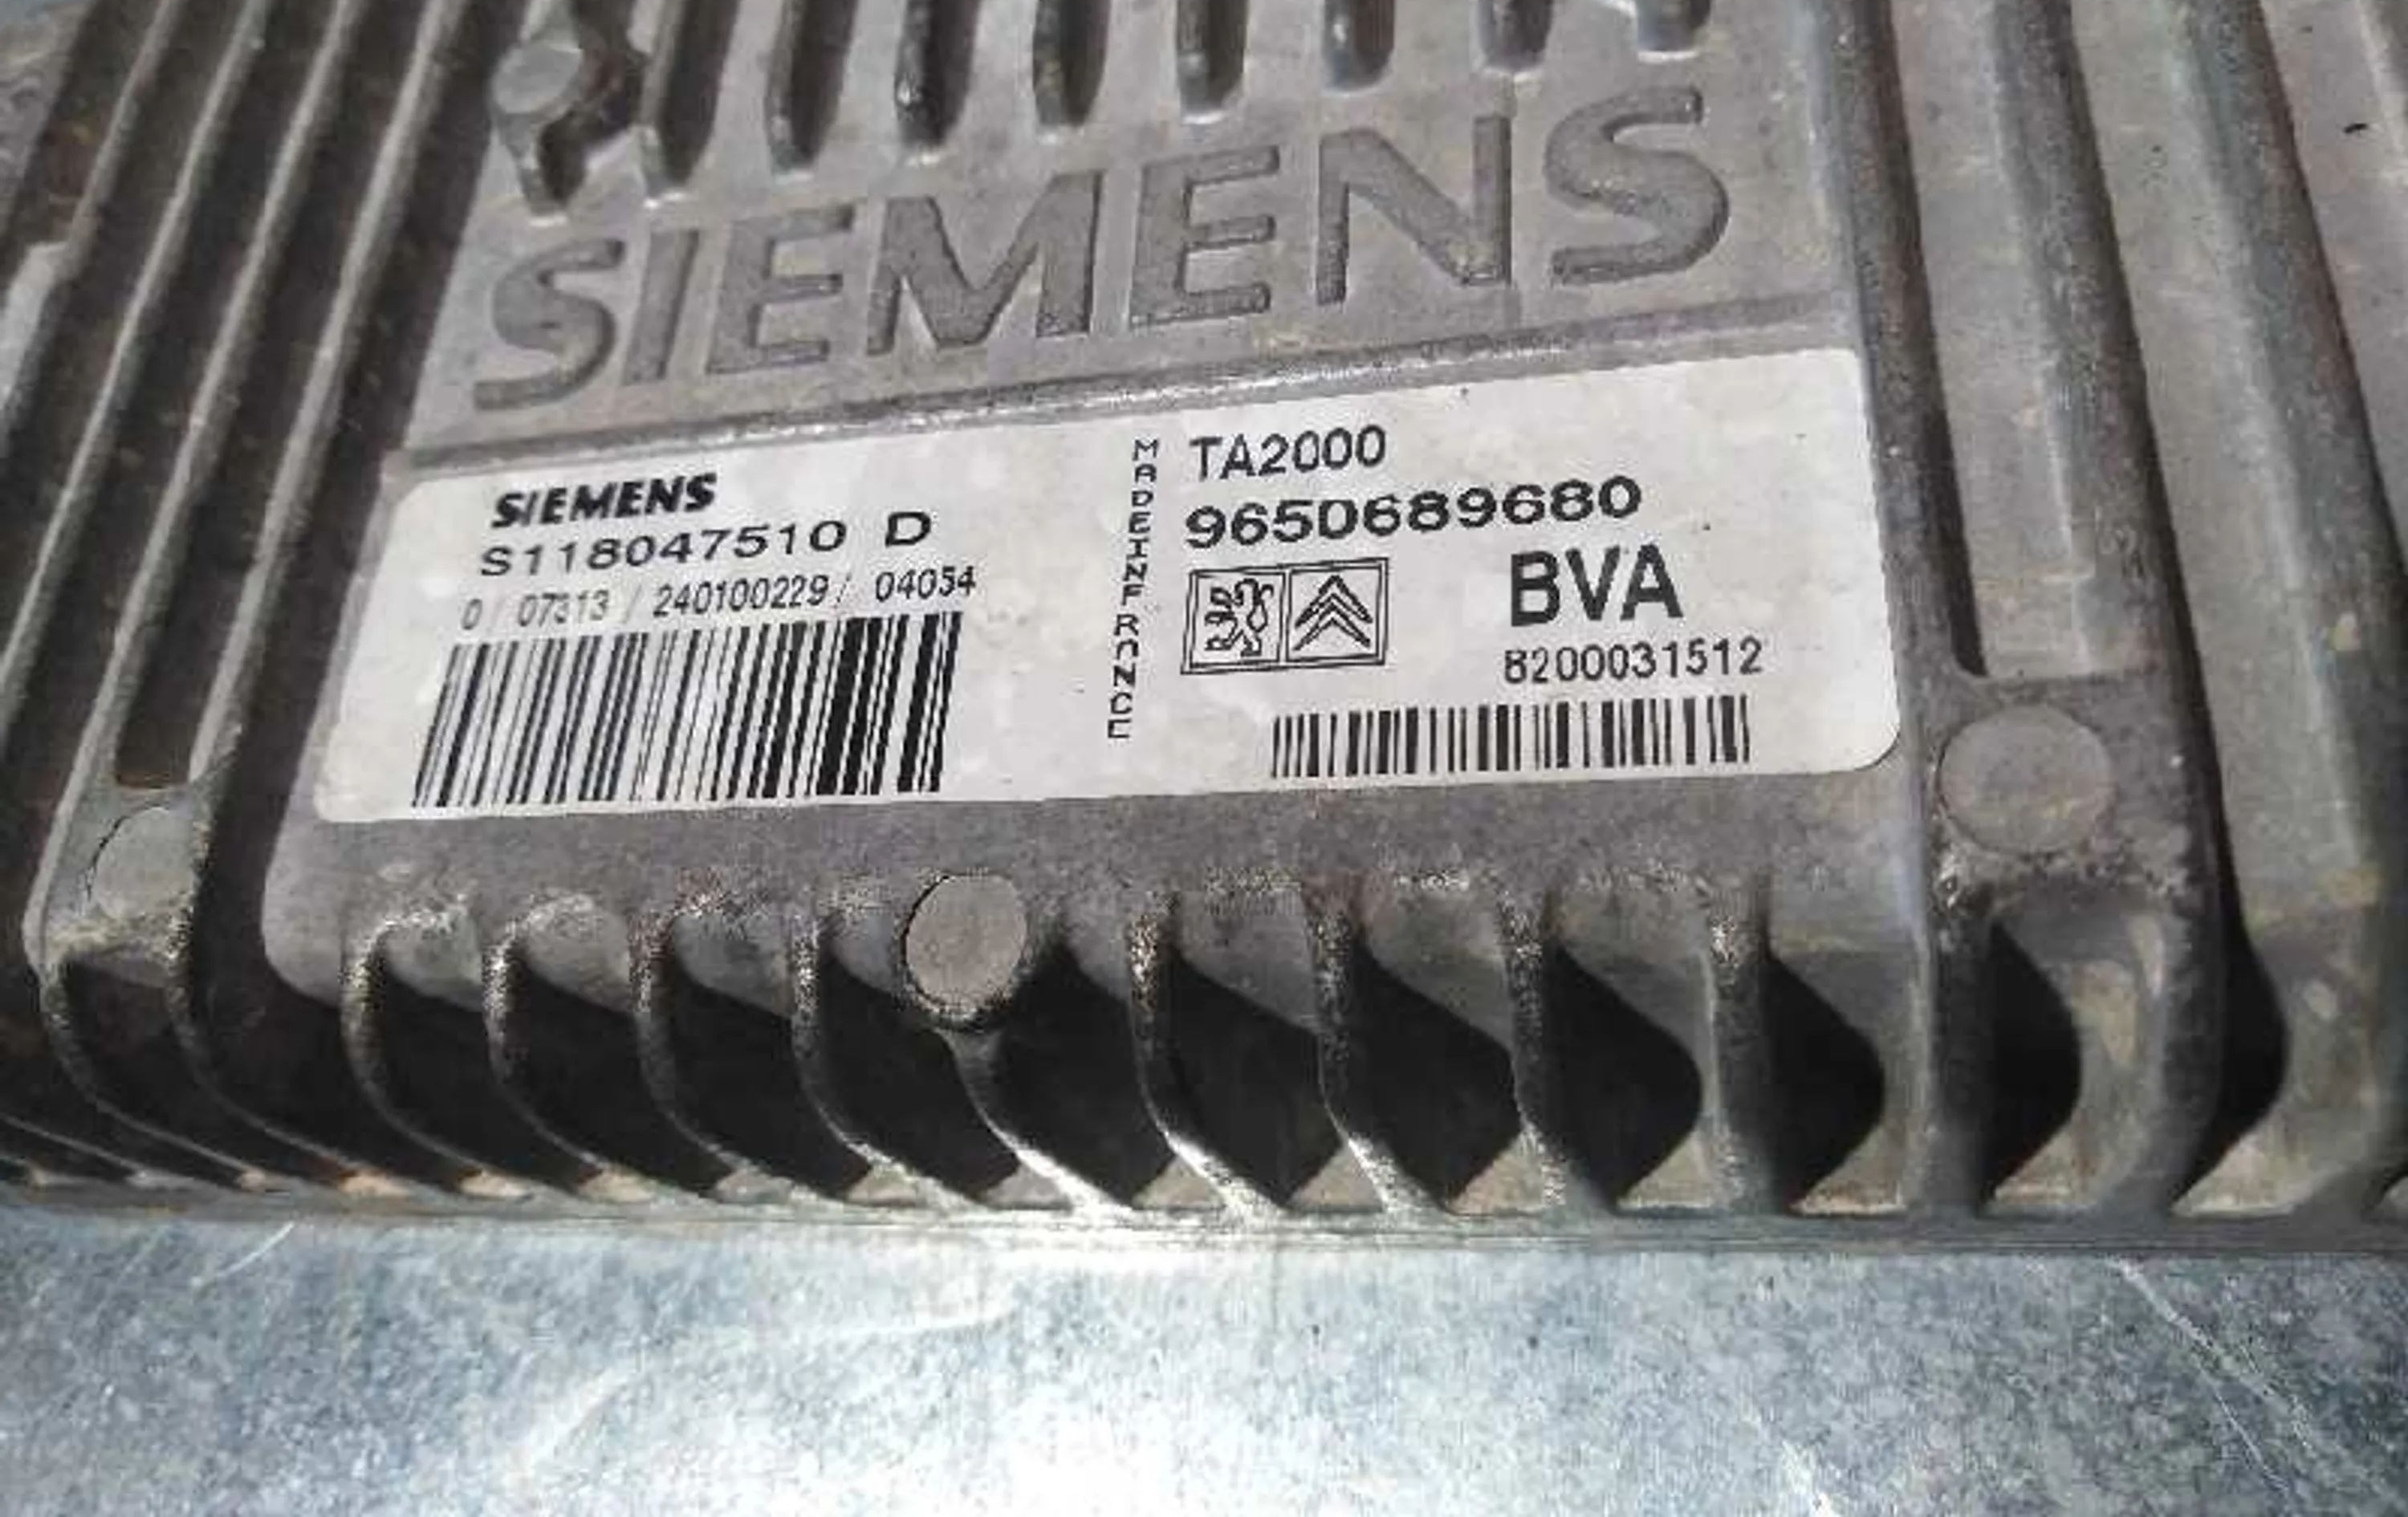 SIEMENS
SIEMENS
S118047510 D
0 / 07313 / 240100229 / 04054
MADE IN FRANCE
TA2000
9650689680
BVA
8200031512